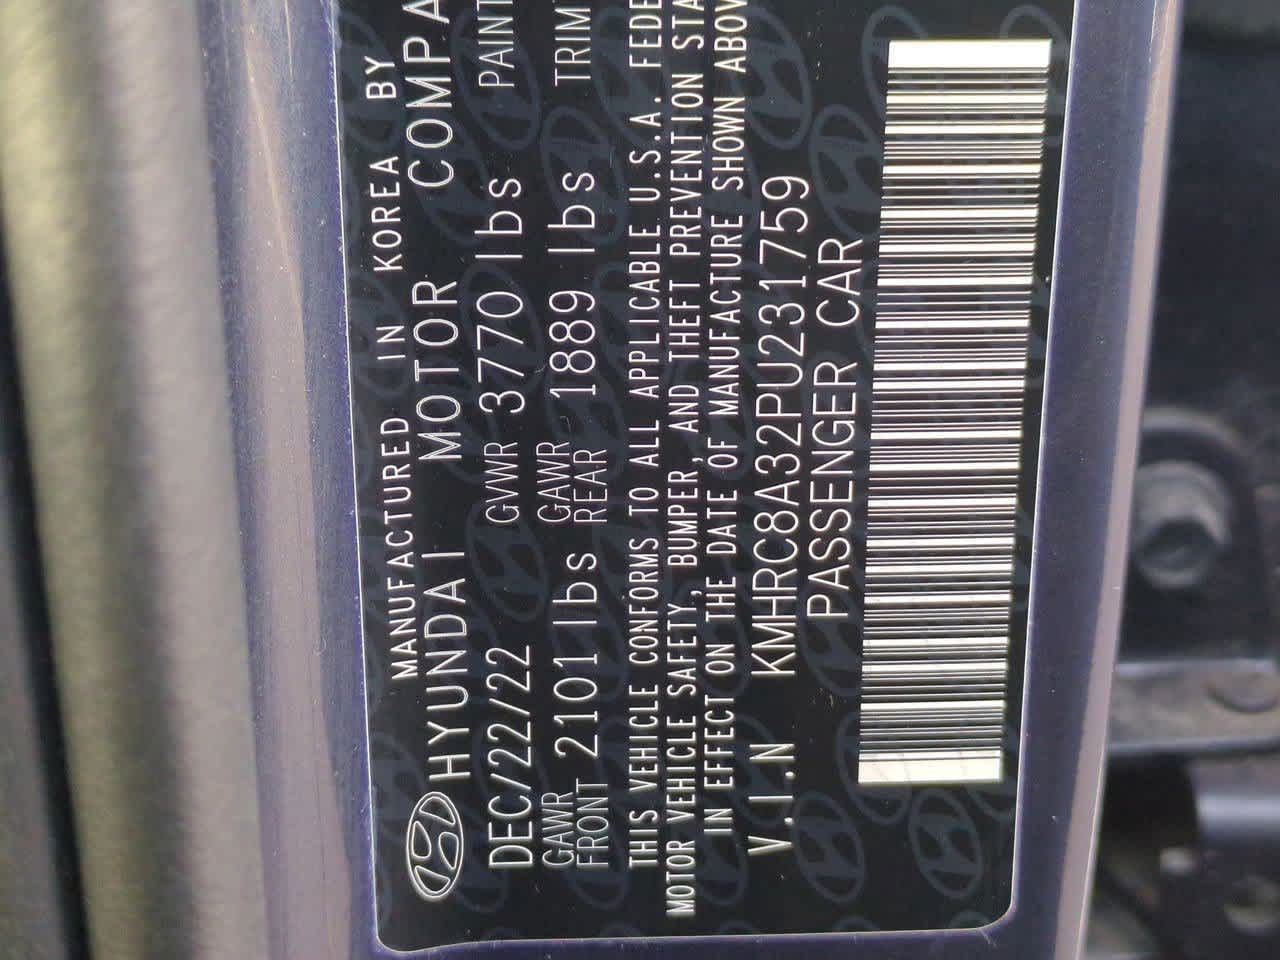 MANUFACTURED IN KOREA BY
HYUNDAI MOTOR COMPA
DEC/22/22 GVWR 3770 lbs PAINT
GAWR FRONT 2101 lbs GAWR REAR 1889 lbs TRIM
THIS VEHICLE CONFORMS TO ALL APPLICABLE U.S.A. FEDE
MOTOR VEHICLE SAFETY, BUMPER, AND THEFT PREVENTION STA
IN EFFECT ON THE DATE OF MANUFACTURE SHOWN ABOV
V.I.N KMHRC8A32PU231759
PASSENGER CAR